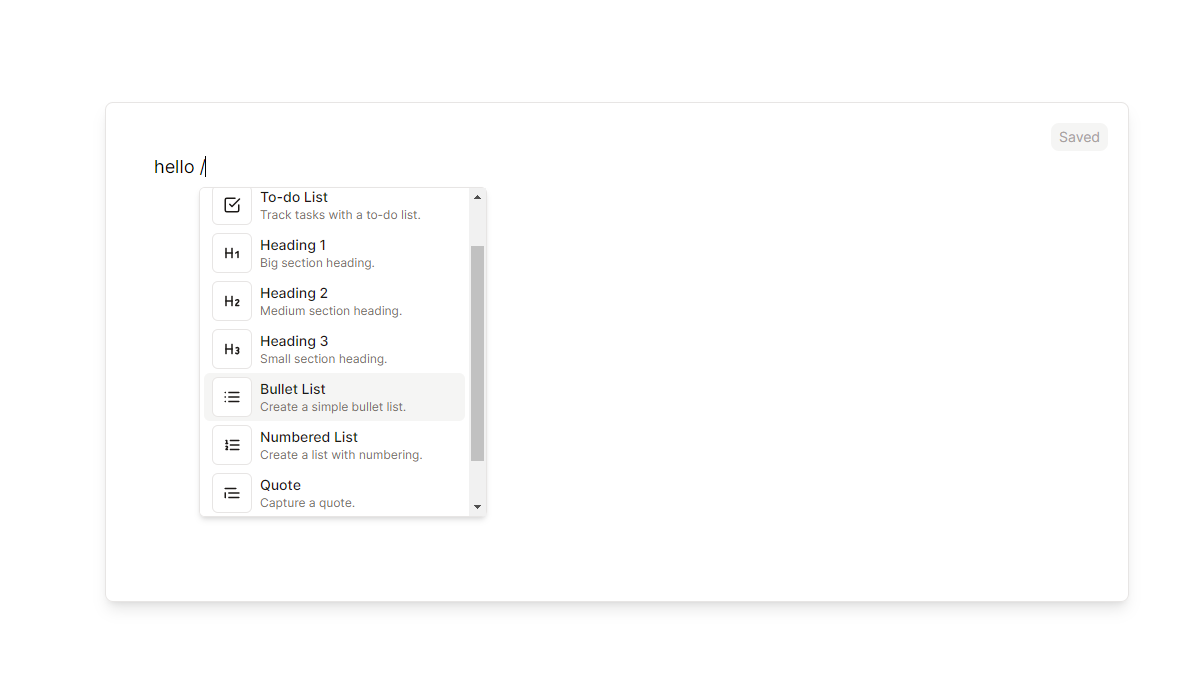 Saved
hello /
To-do List
Track tasks with a to-do list.
H1
Heading 1
Big section heading.
H2
Heading 2
Medium section heading.
H3
Heading 3
Small section heading.
Bullet List
Create a simple bullet list.
Numbered List
Create a list with numbering.
Quote
Capture a quote.